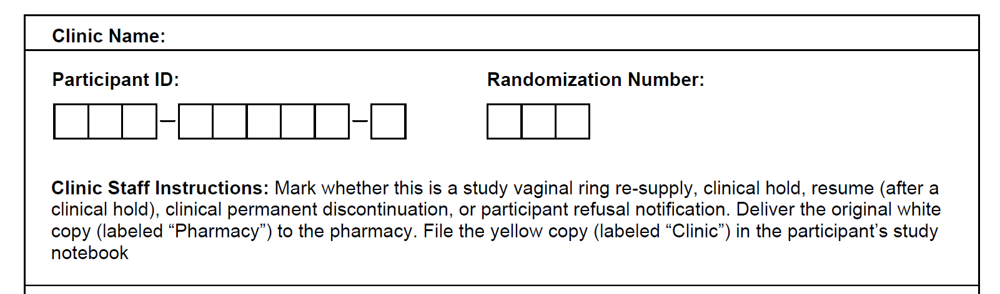 Clinic Name:
Participant ID: Randomization Number:
– –
Clinic Staff Instructions: Mark whether this is a study vaginal ring re-supply, clinical hold, resume (after a
clinical hold), clinical permanent discontinuation, or participant refusal notification. Deliver the original white
copy (labeled “Pharmacy”) to the pharmacy. File the yellow copy (labeled “Clinic”) in the participant’s study
notebook